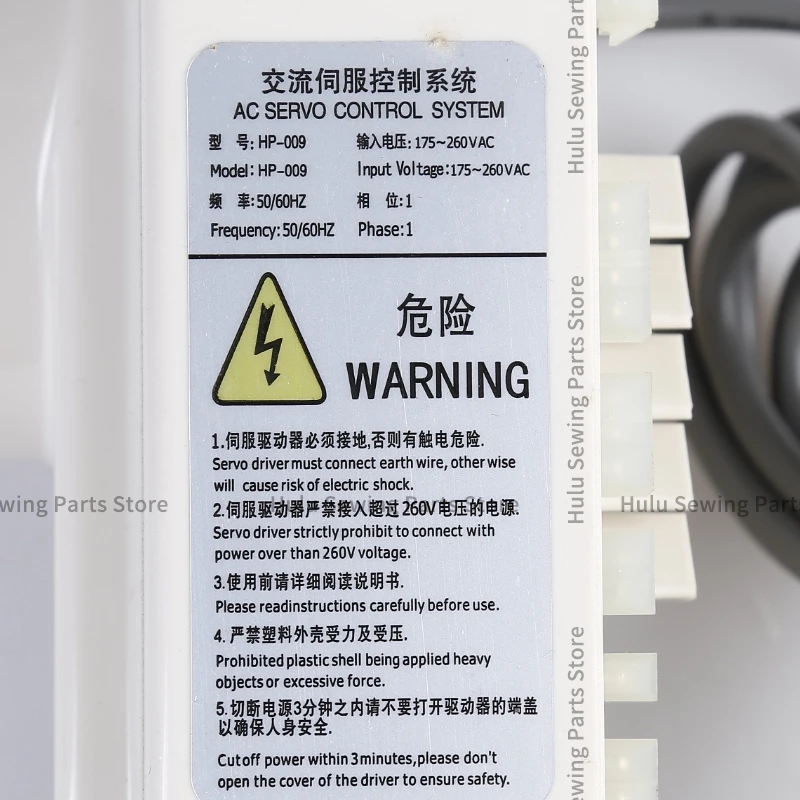 交流伺服控制系统
AC SERVO CONTROL SYSTEM
型 号: HP-009 输入电压: 175~260VAC
Model: HP-009 Input Voltage:175~260VAC
频 率: 50/60HZ 相 位:1
Frequency: 50/60HZ Phase:1
危险
WARNING
1.伺服驱动器必须接地,否则有触电危险.
Servo driver must connect earth wire, other wise
will cause risk of electric shock.
2.伺服驱动器严禁接入超过260V电压的电源.
Servo driver strictly prohibit to connect with
power over than 260V voltage.
3.使用前请详细阅读说明书.
Please readinstructions carefully before use.
4.严禁塑料外壳受力及受压.
Prohibited plastic shell being applied heavy
objects or excessive force.
5.切断电源3分钟之内请不要打开驱动器的端盖
以确保人身安全.
Cut off power within 3 minutes, please don't
open the cover of the driver to ensure safety.
Hulu Sewing Parts
Hulu Sewing Parts Store
Sewing Parts Store
ewing Parts Store
Hulu Sewing Parts Store
Hulu Sewing Parts